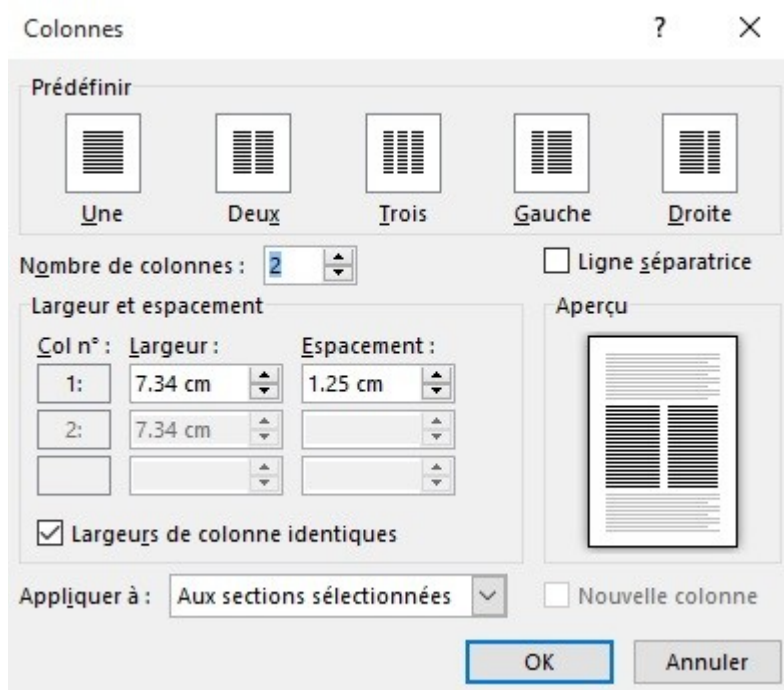 Colonnes ?
Prédéfinir
Une Deux Trois Gauche Droite
Nombre de colonnes : 2 Ligne séparatrice
Largeur et espacement Aperçu
Col n° : Largeur : Espacement :
1: 7.34 cm 1.25 cm
2: 7.34 cm
Largeurs de colonne identiques
Appliquer à : Aux sections sélectionnées Nouvelle colonne
OK Annuler